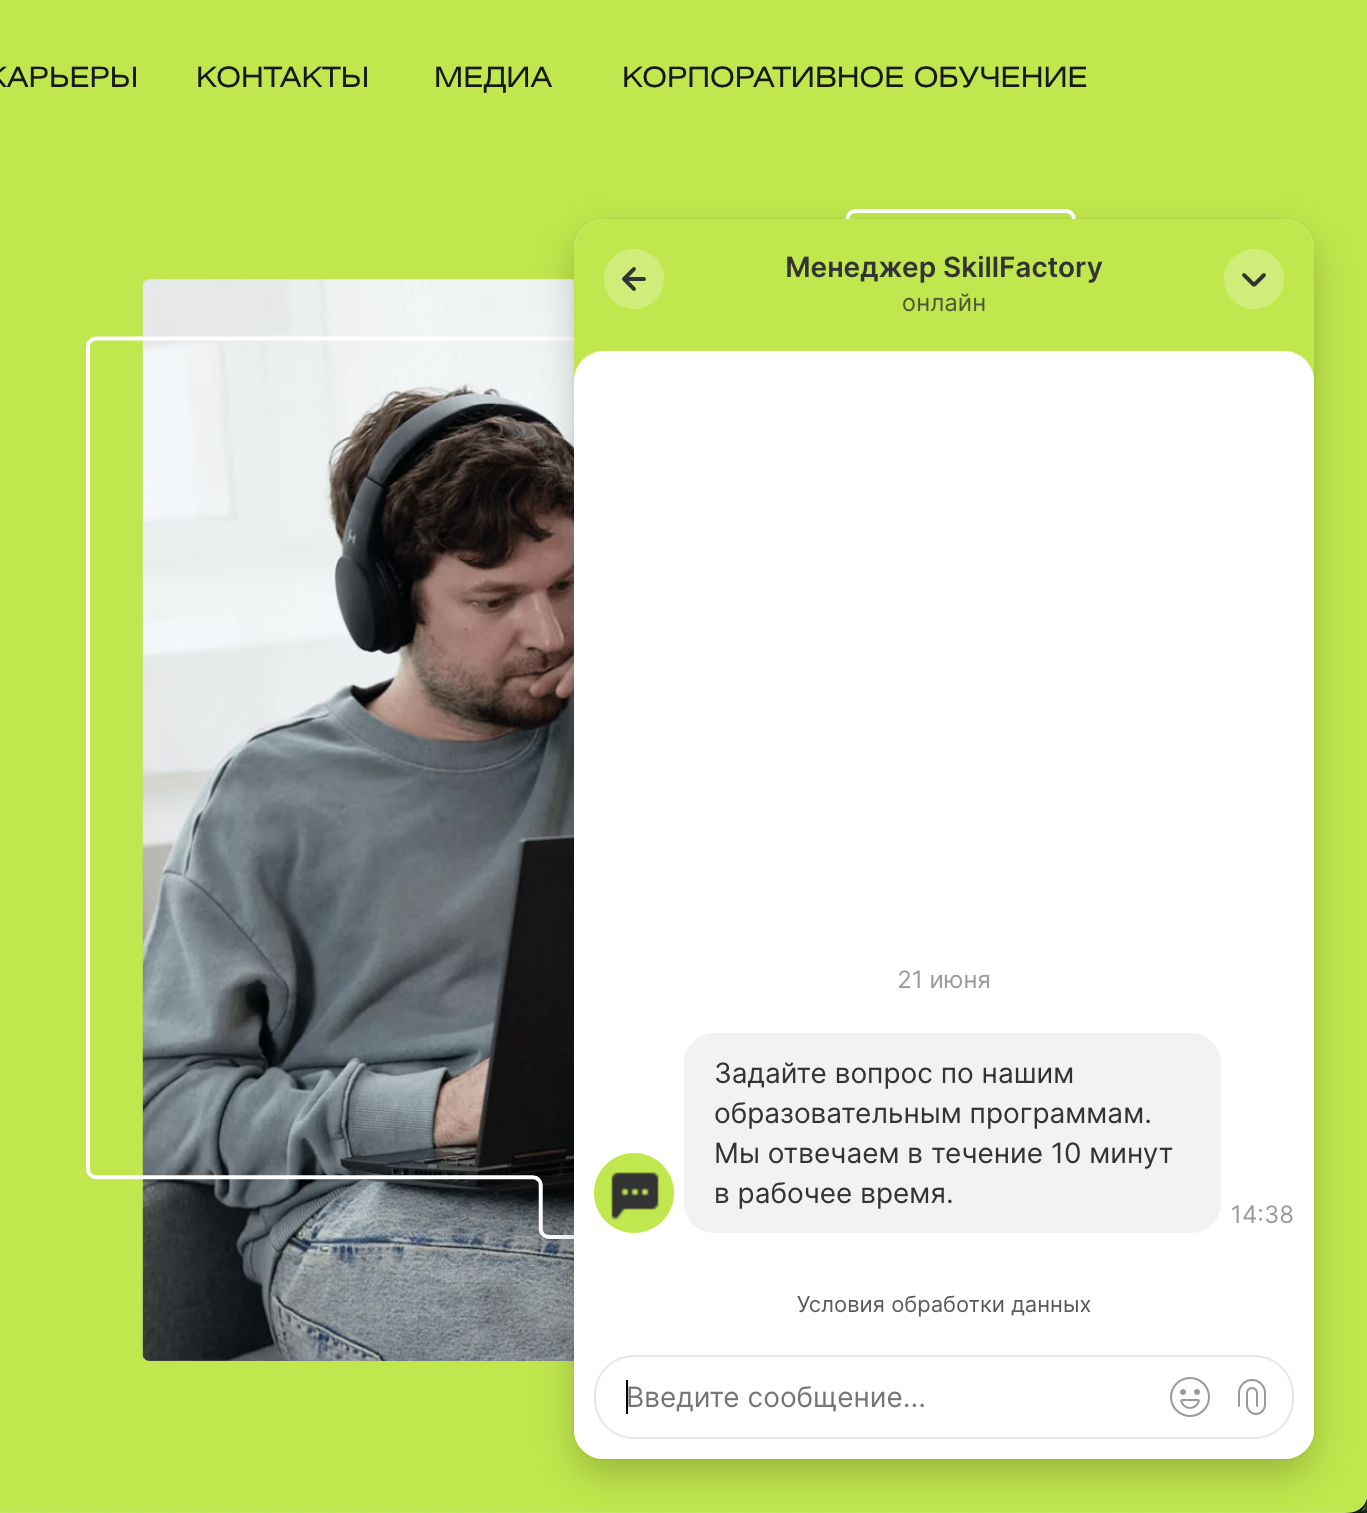 КАРЬЕРЫ КОНТАКТЫ МЕДИА КОРПОРАТИВНОЕ ОБУЧЕНИЕ
Менеджер SkillFactory
онлайн
21 июня
Задайте вопрос по нашим
образовательным программам.
Мы отвечаем в течение 10 минут
в рабочее время.
14:38
Условия обработки данных
Введите сообщение...